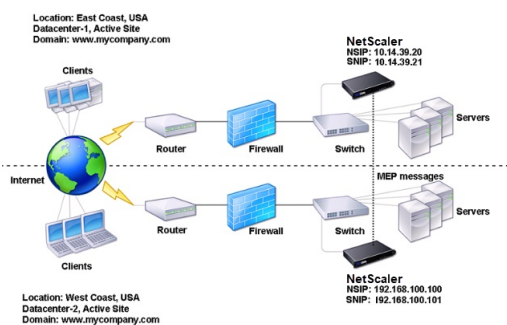 Location: East Coast, USA
Datacenter-1, Active Site
Domain: www.mycompany.com
NetScaler
NSIP: 10.14.39.20
SNIP: 10.14.39.21
Clients
Router
Firewall
Switch
Servers
Internet
MEP messages
Router
Firewall
Switch
Servers
Clients
NetScaler
NSIP: 192.168.100.100
SNIP: I92.168.100.101
Location: West Coast, USA
Datacenter-2, Active Site
Domain: www.mycompany.com